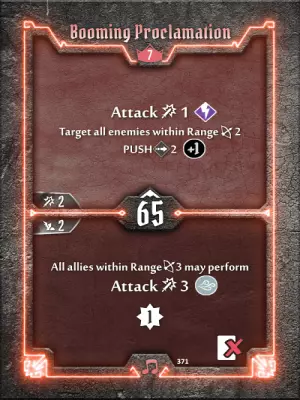 Booming Proclamation
7
Attack 1
Target all enemies within Range 2
PUSH 2 +1
2
65
2
All allies within Range 3 may perform
Attack 3
1
371